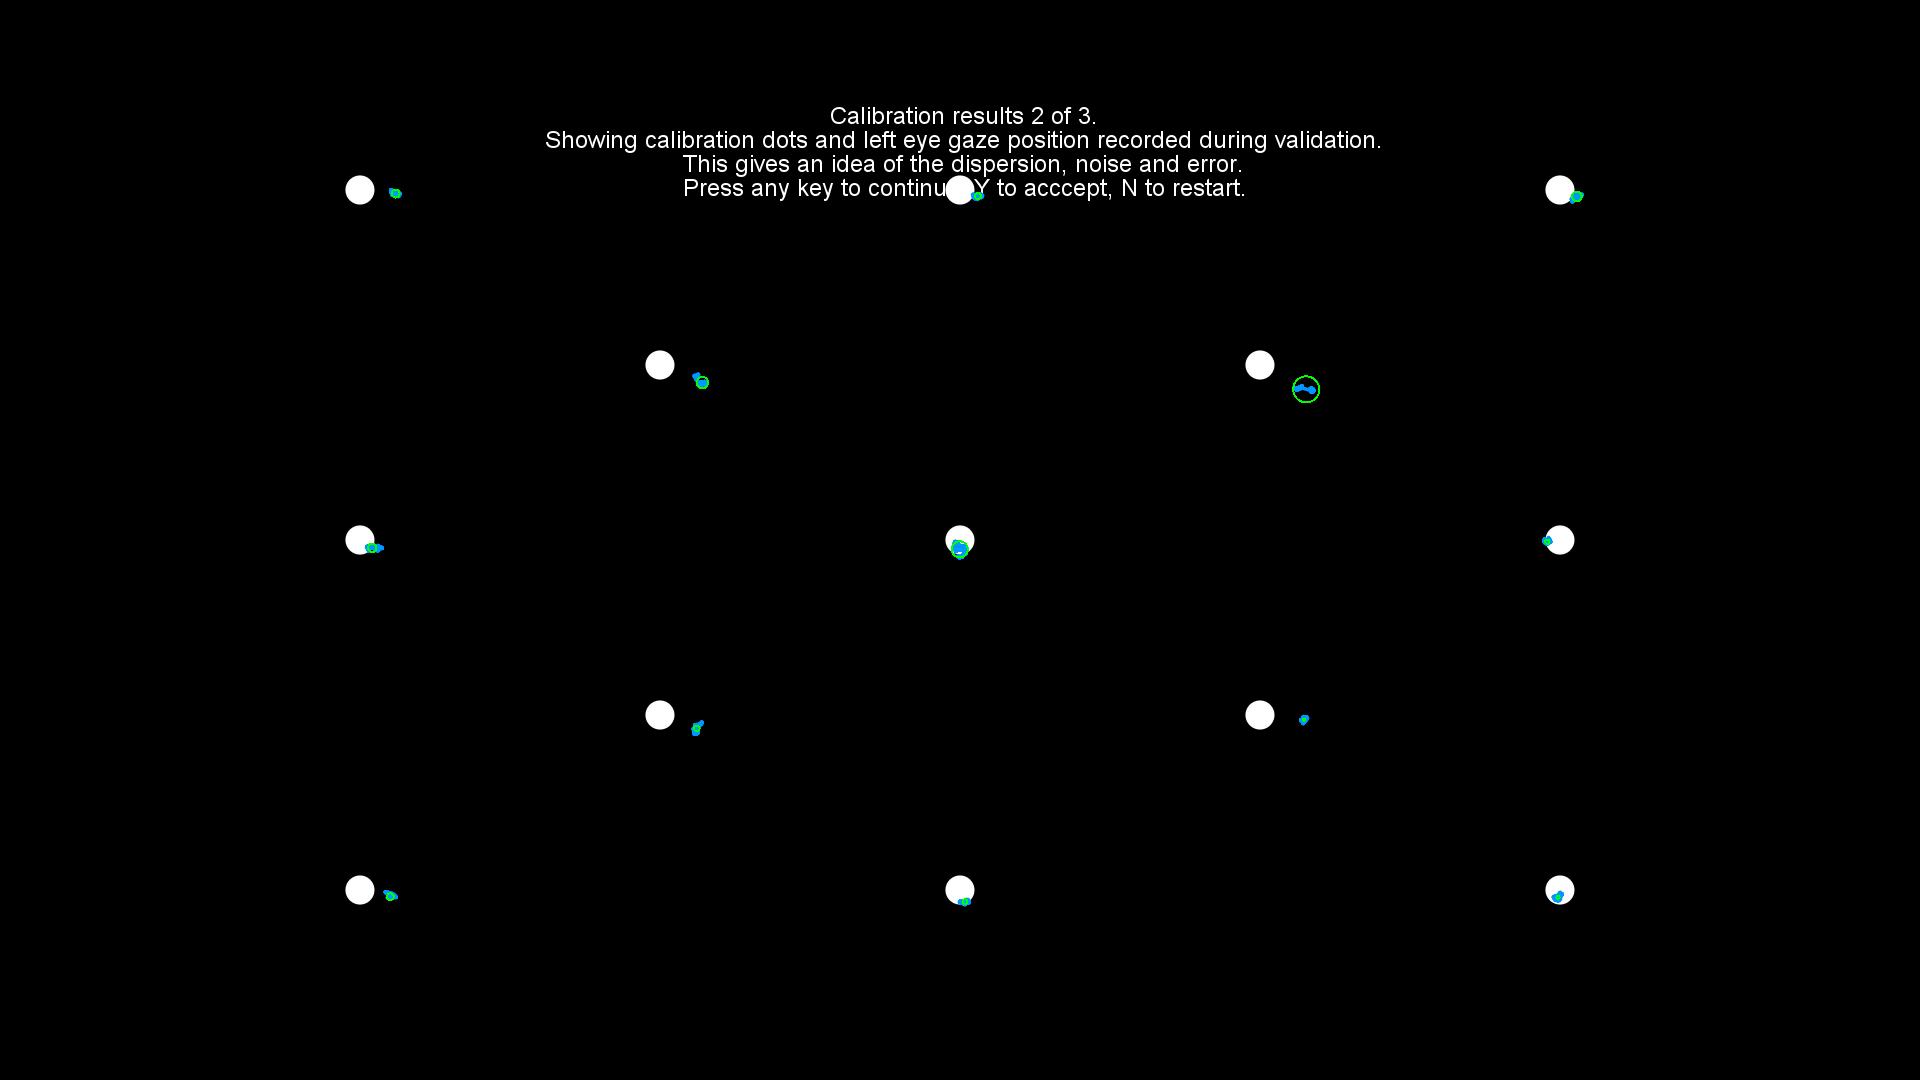 Calibration results 2 of 3.
Showing calibration dots and left eye gaze position recorded during validation.
This gives an idea of the dispersion, noise and error.
Press any key to continu Y to acccept, N to restart.